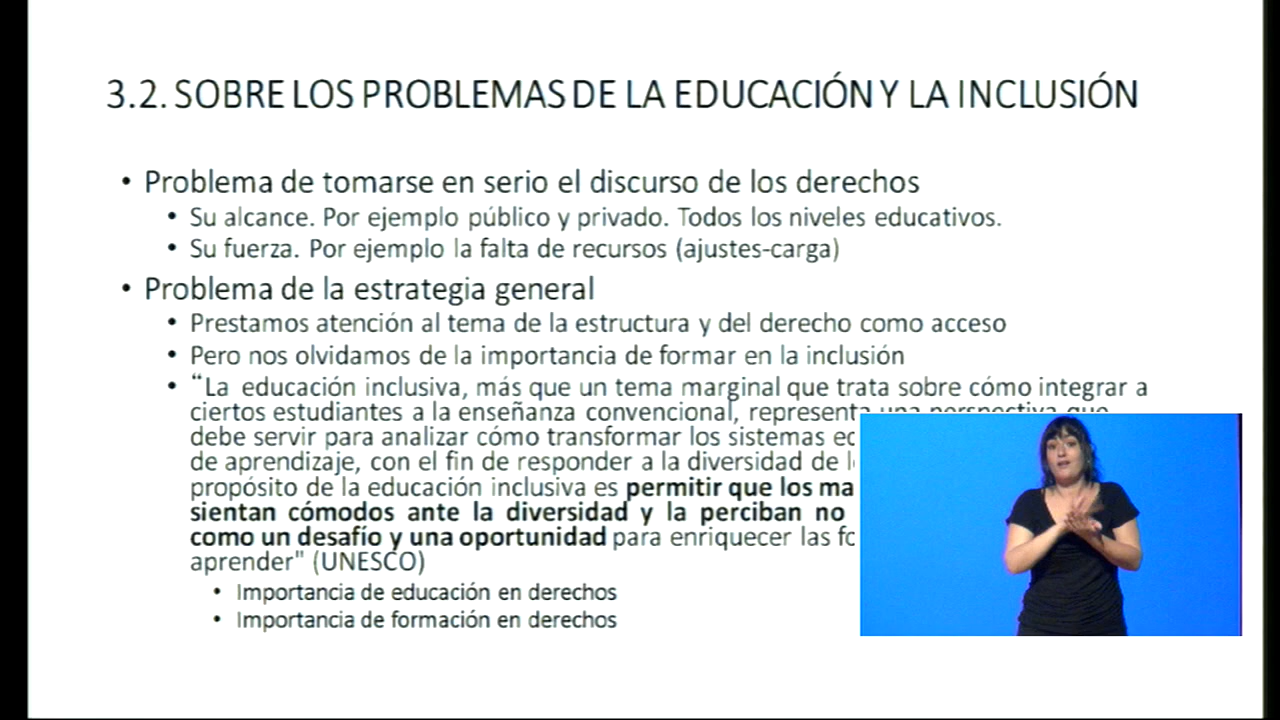 3.2. SOBRE LOS PROBLEMAS DE LA EDUCACIÓN Y LA INCLUSIÓN
• Problema de tomarse en serio el discurso de los derechos
• Su alcance. Por ejemplo público y privado. Todos los niveles educativos.
• Su fuerza. Por ejemplo la falta de recursos (ajustes-carga)
• Problema de la estrategia general
• Prestamos atención al tema de la estructura y del derecho como acceso
• Pero nos olvidamos de la importancia de formar en la inclusión
• “La educación inclusiva, más que un tema marginal que trata sobre cómo integrar a
ciertos estudiantes a la enseñanza convencional, representa una perspectiva que
debe servir para analizar cómo transformar los sistemas
de aprendizaje, con el fin de responder a la diversidad de
propósito de la educación inclusiva es permitir que los
sientan cómodos ante la diversidad y la perciban no
como un desafío y una oportunidad para enriquecer las
aprender" (UNESCO)
• Importancia de educación en derechos
• Importancia de formación en derechos